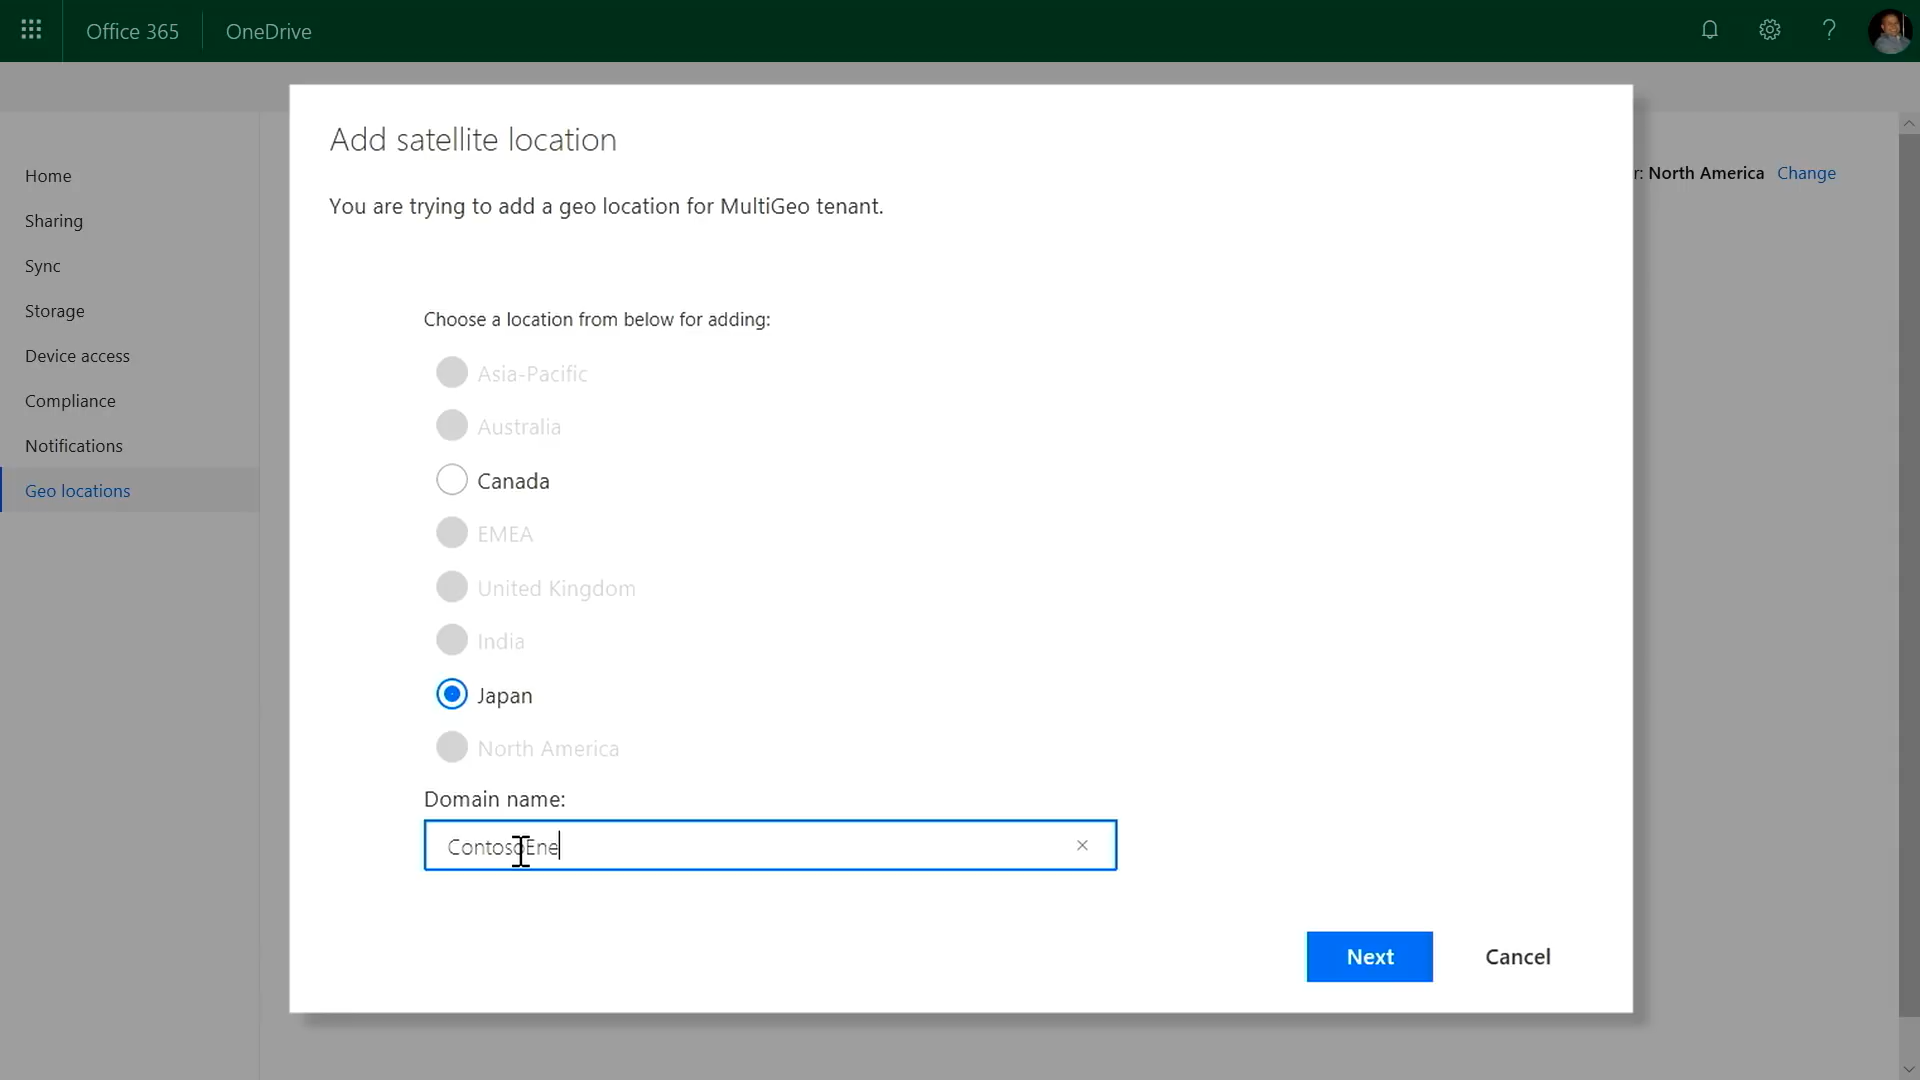 Office 365
OneDrive
?
Home
Sharing
Sync
Storage
Device access
Compliance
Notifications
Geo locations
r: North America Change
Add satellite location
You are trying to add a geo location for MultiGeo tenant.
Choose a location from below for adding:
Asia-Pacific
Australia
Canada
EMEA
United Kingdom
India
Japan
North America
Domain name:
ContosoEne
Next
Cancel